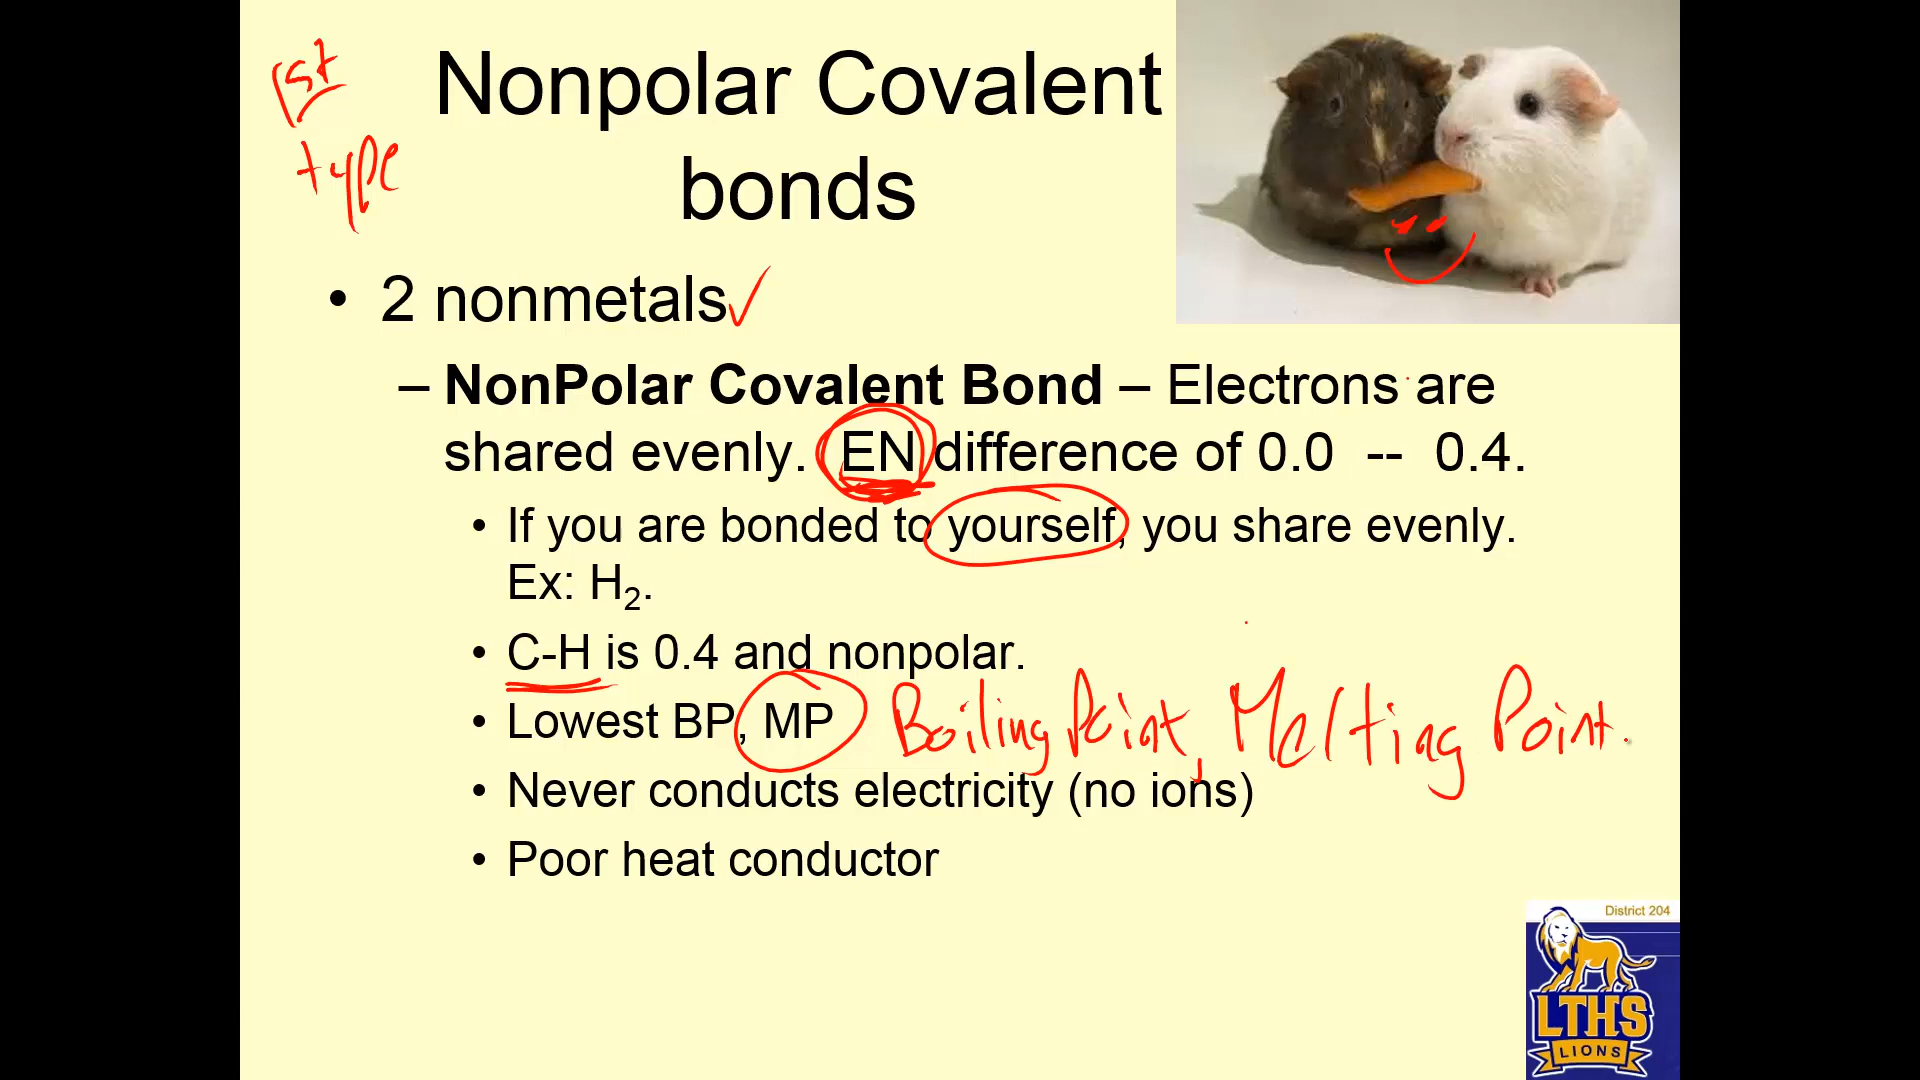 1st
type
Nonpolar Covalent
bonds
• 2 nonmetals✓
– NonPolar Covalent Bond – Electrons are
shared evenly. EN difference of 0.0 -- 0.4.
• If you are bonded to yourself, you share evenly.
Ex: H₂.
• C-H is 0.4 and nonpolar.
• Lowest BP, MP Boiling Point, Melting Point.
• Never conducts electricity (no ions)
• Poor heat conductor
District 204
LTHS
LIONS